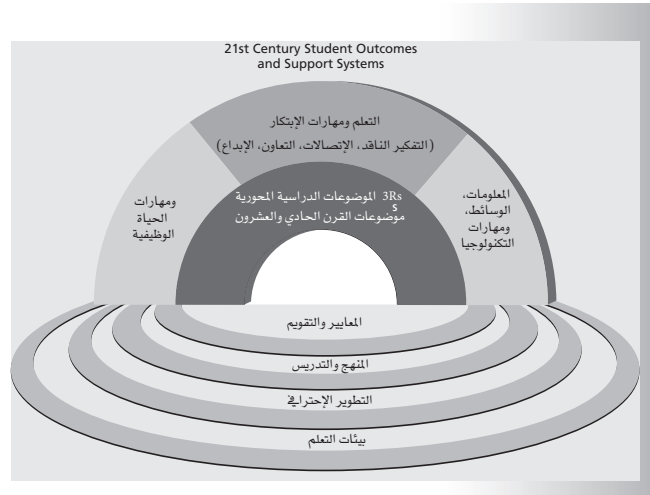 21st Century Student Outcomes
and Support Systems
التعلم ومهارات الإبتكار
(التفكير الناقد، الإتصالات، التعاون، الإبداع)
3Rs الموضوعات الدراسية المحورية
s
موضوعات القرن الحادي والعشرون
المعلومات،
الوسائط،
ومهارات
التكنولوجيا
ومهارات
الحياة
الوظيفية
المعايير والتقويم
المنهج والتدريس
التطوير الإحترافي
بيئات التعلم